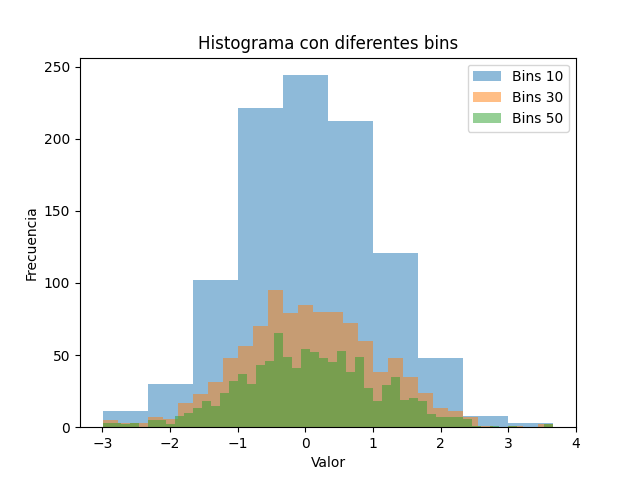 Histograma con diferentes bins
250
200
150
100
50
0
Frecuencia
Bins 10
Bins 30
Bins 50
−3
−2
−1
0
1
2
3
4
Valor